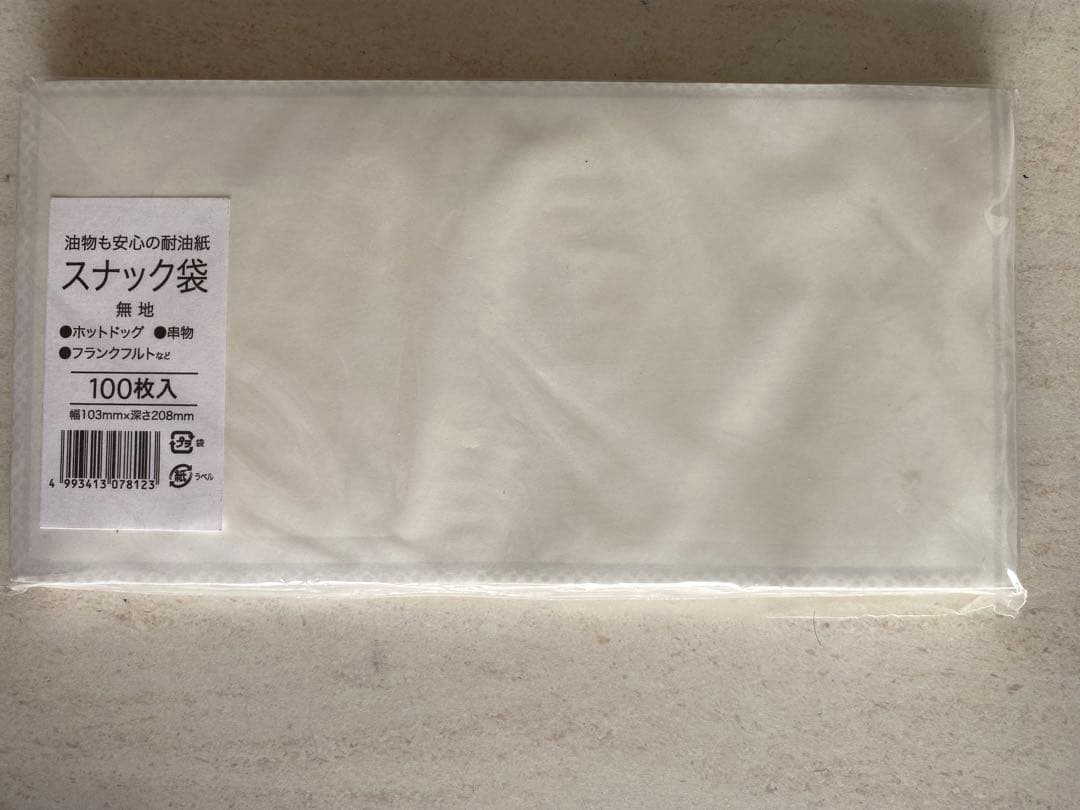 油物も安心の耐油紙
スナック袋
無地
●ホットドッグ ●串物
●フランクフルトなど
100枚入
幅103mm×深さ208mm
プラ 袋
紙 ラベル
4 993413 078123